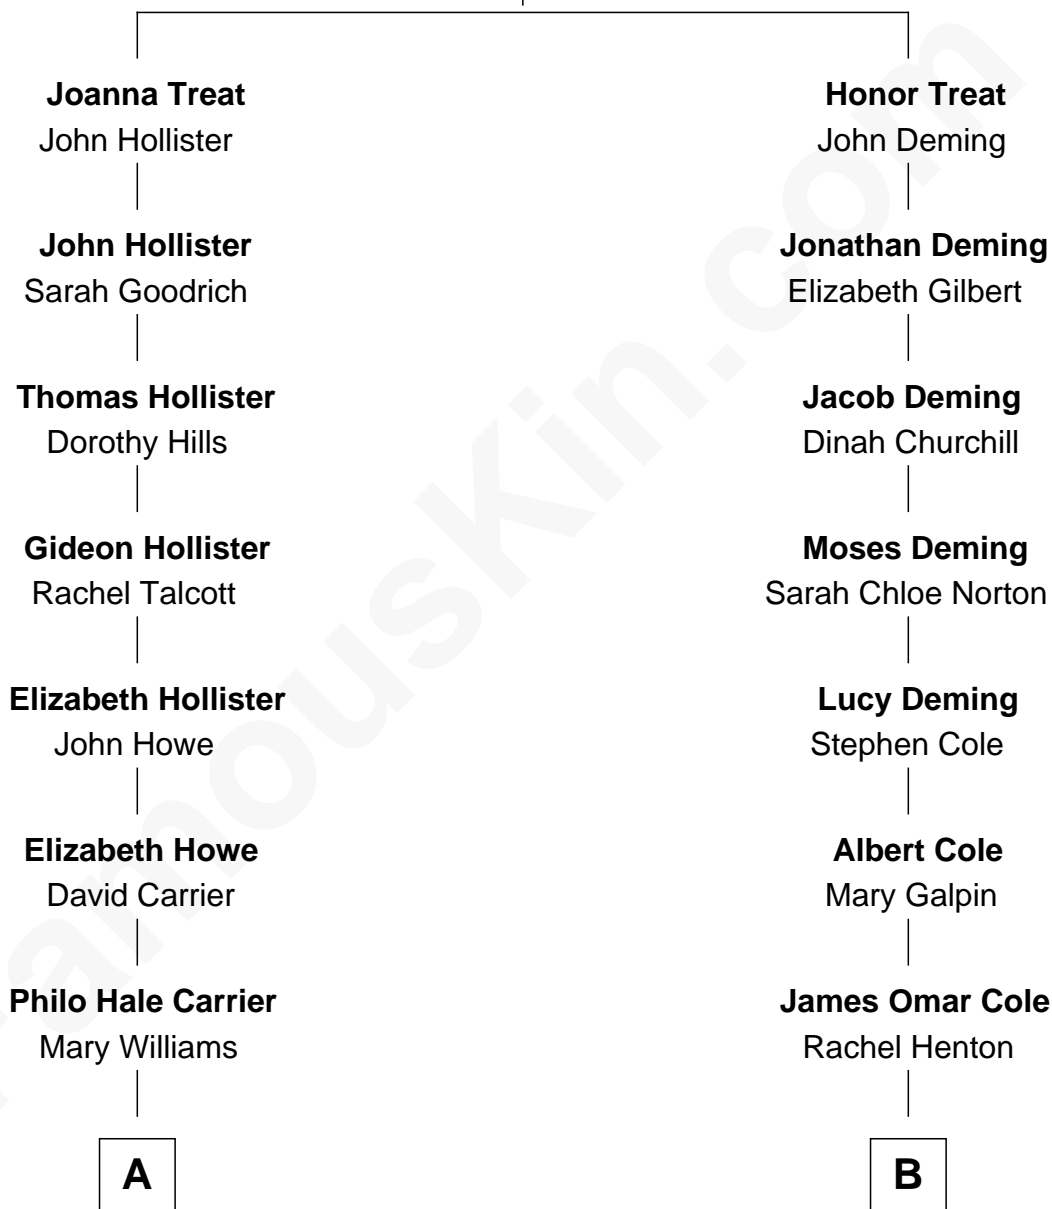 Joanna Treat
John Hollister
Honor Treat
John Deming
John Hollister
Sarah Goodrich
Jonathan Deming
Elizabeth Gilbert
Thomas Hollister
Dorothy Hills
Jacob Deming
Dinah Churchill
Gideon Hollister
Rachel Talcott
Moses Deming
Sarah Chloe Norton
Elizabeth Hollister
John Howe
Lucy Deming
Stephen Cole
Elizabeth Howe
David Carrier
Albert Cole
Mary Galpin
Philo Hale Carrier
Mary Williams
James Omar Cole
Rachel Henton
A
B
FamousKin.com